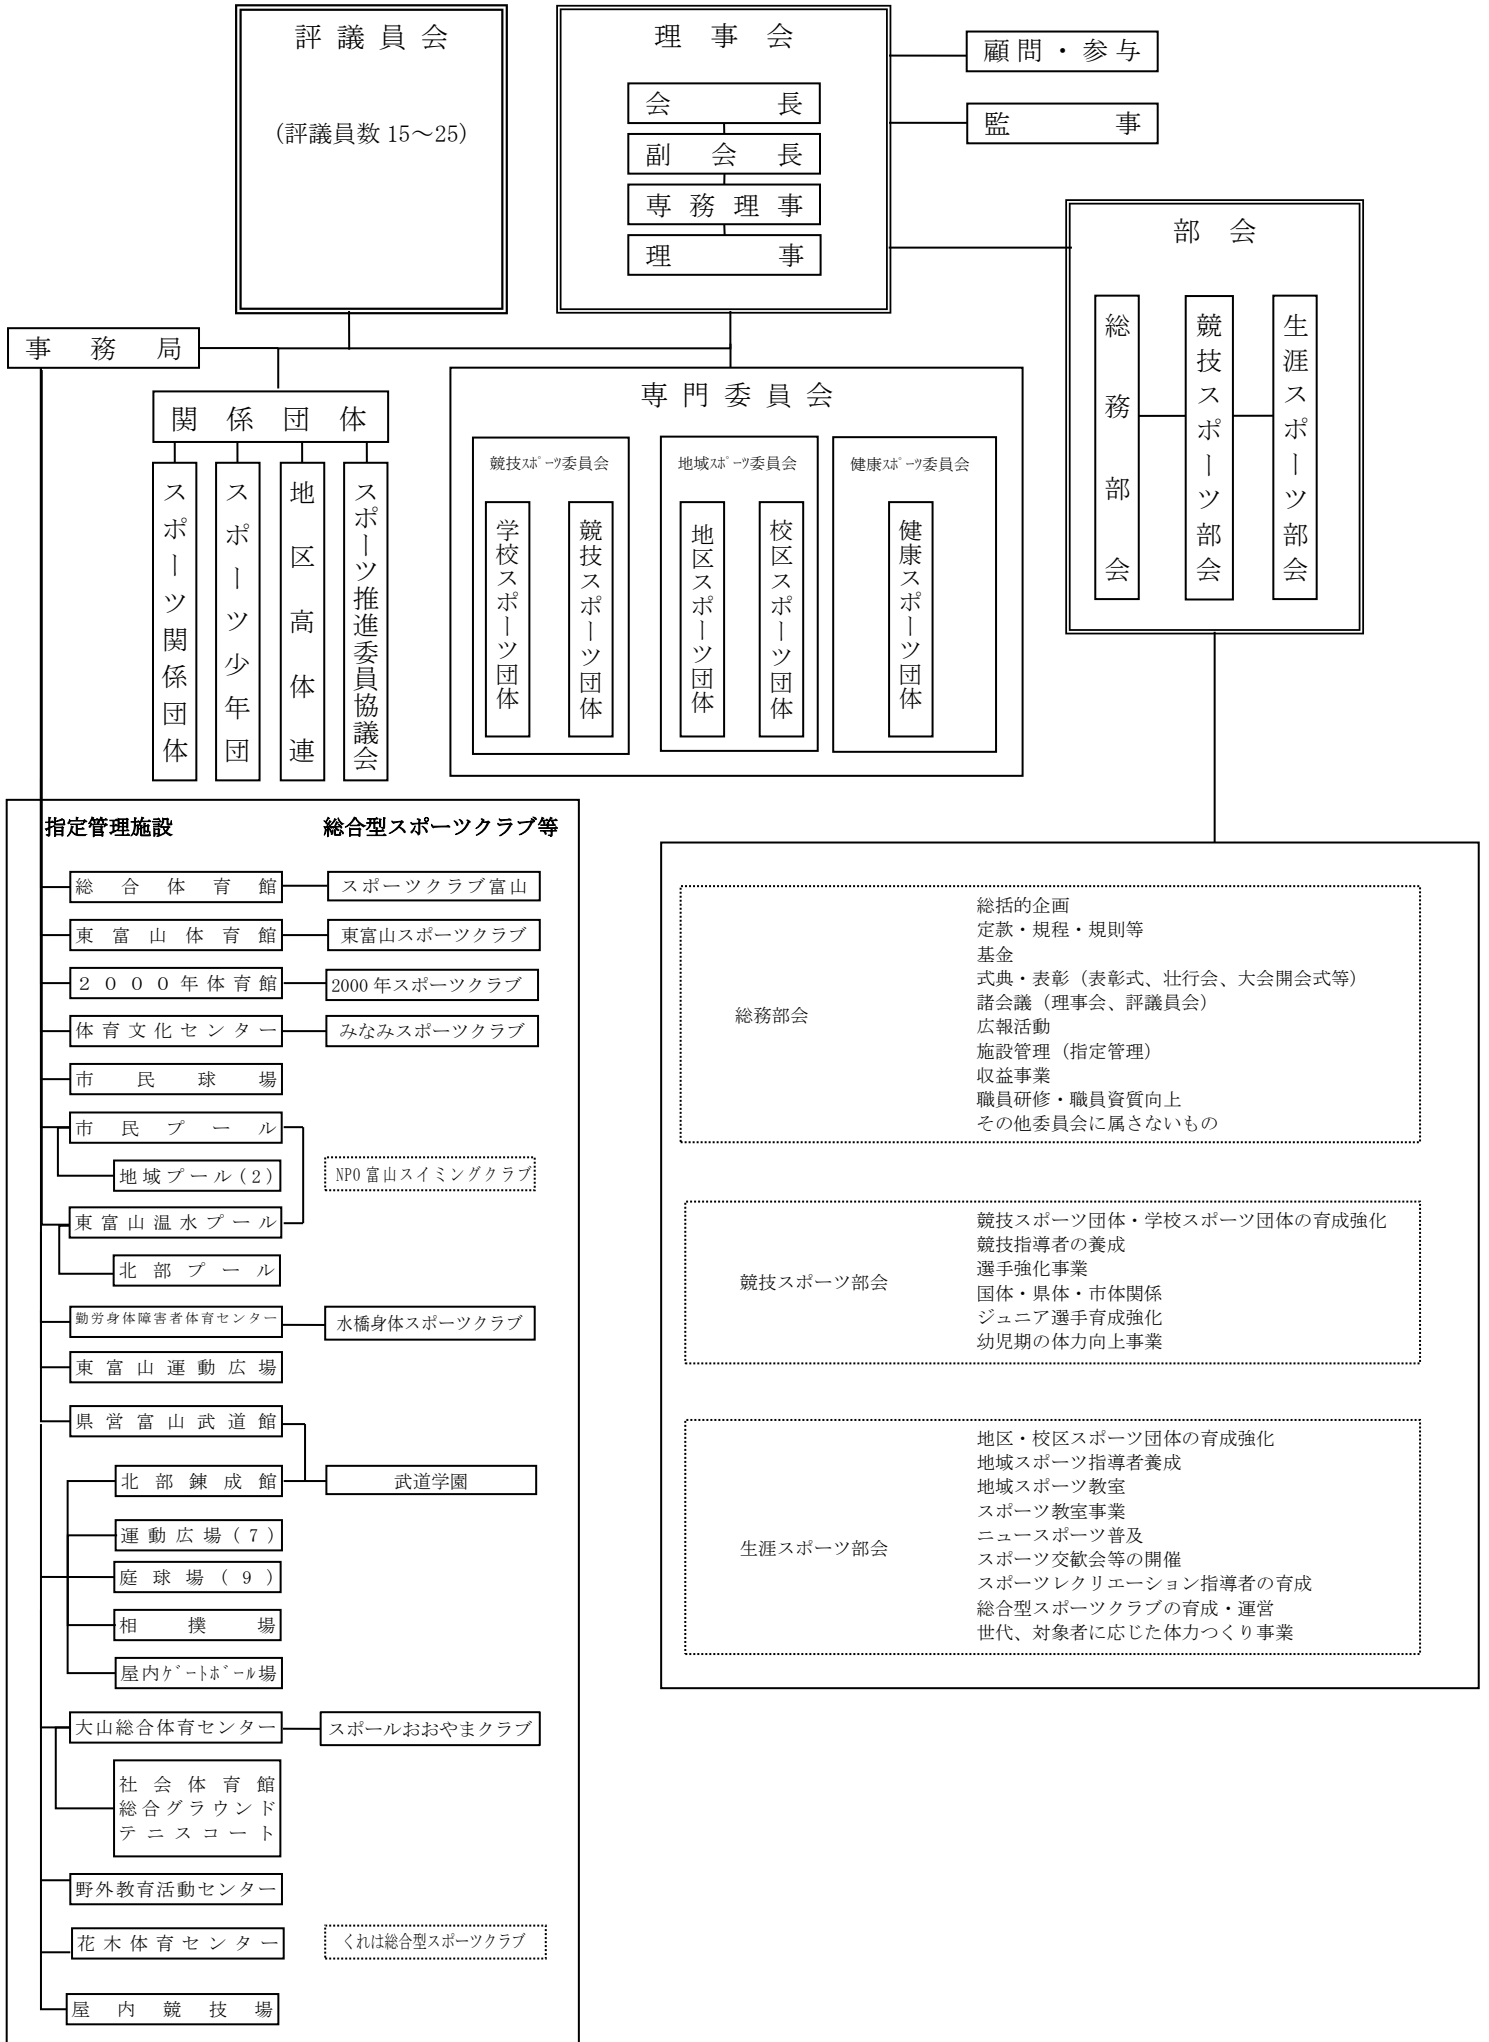 評議員会
(評議員数 15～25)
理事会
会長
副会長
専務理事
理事
顧問・参与
監事
部会
総務部会
競技スポーツ部会
生涯スポーツ部会
事務局
関係団体
スポーツ関係団体
スポーツ少年団
地区高体連
スポーツ推進委員協議会
専門委員会
競技ｽﾎﾟｰﾂ委員会
学校スポーツ団体
競技スポーツ団体
地域ｽﾎﾟｰﾂ委員会
地区スポーツ団体
校区スポーツ団体
健康ｽﾎﾟｰﾂ委員会
健康スポーツ団体
指定管理施設
総合型スポーツクラブ等
総合体育館
スポーツクラブ富山
東富山体育館
東富山スポーツクラブ
２０００年体育館
2000 年スポーツクラブ
体育文化センター
みなみスポーツクラブ
市民球場
市民プール
地域プール(2)
NPO 富山スイミングクラブ
東富山温水プール
北部プール
勤労身体障害者体育センター
水橋身体スポーツクラブ
東富山運動広場
県営富山武道館
北部錬成館
武道学園
運動広場(7)
庭球場(9)
相撲場
屋内ｹﾞｰﾄﾎﾞｰﾙ場
大山総合体育センター
スポールおおやまクラブ
社会体育館
総合グラウンド
テニスコート
野外教育活動センター
花木体育センター
くれは総合型スポーツクラブ
屋内競技場
総務部会
総括的企画
定款・規程・規則等
基金
式典・表彰（表彰式、壮行会、大会開会式等）
諸会議（理事会、評議員会）
広報活動
施設管理（指定管理）
収益事業
職員研修・職員資質向上
その他委員会に属さないもの
競技スポーツ部会
競技スポーツ団体・学校スポーツ団体の育成強化
競技指導者の養成
選手強化事業
国体・県体・市体関係
ジュニア選手育成強化
幼児期の体力向上事業
生涯スポーツ部会
地区・校区スポーツ団体の育成強化
地域スポーツ指導者養成
地域スポーツ教室
スポーツ教室事業
ニュースポーツ普及
スポーツ交歓会等の開催
スポーツレクリエーション指導者の育成
総合型スポーツクラブの育成・運営
世代、対象者に応じた体力つくり事業